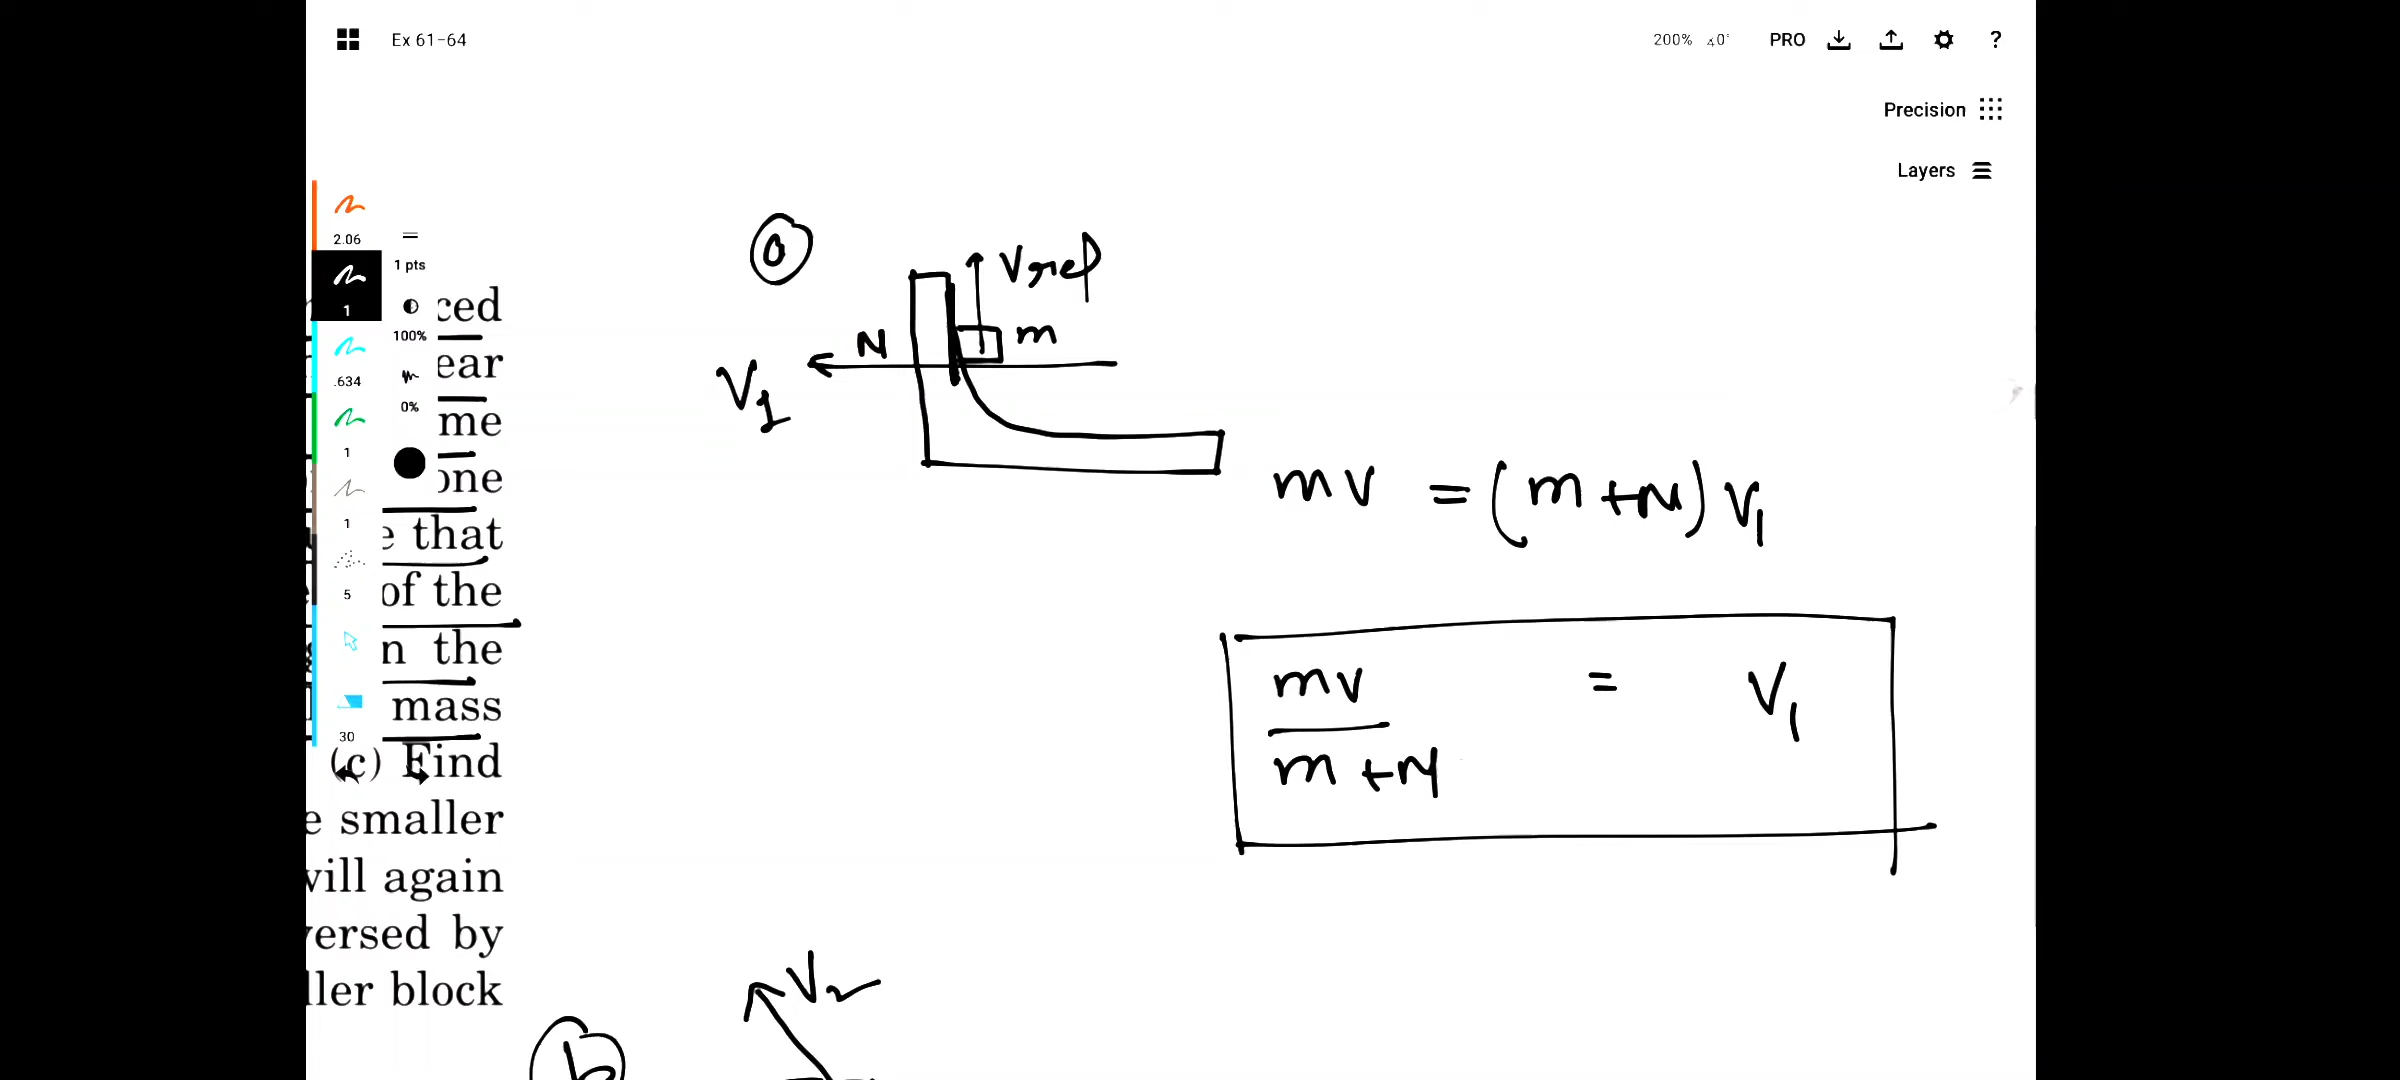 Ex 61-64
200% 40°
PRO
?
Precision
Layers
2.06
1 pts
1
100%
.634
0%
1
1
5
30
ced
ear
me
one
e that
of the
n the
mass
(c) Find
e smaller
vill again
versed by
ller block
a
Vrel
m
M
V1
mv = (m+M)V1
mv
m+M
= V1
V2
b